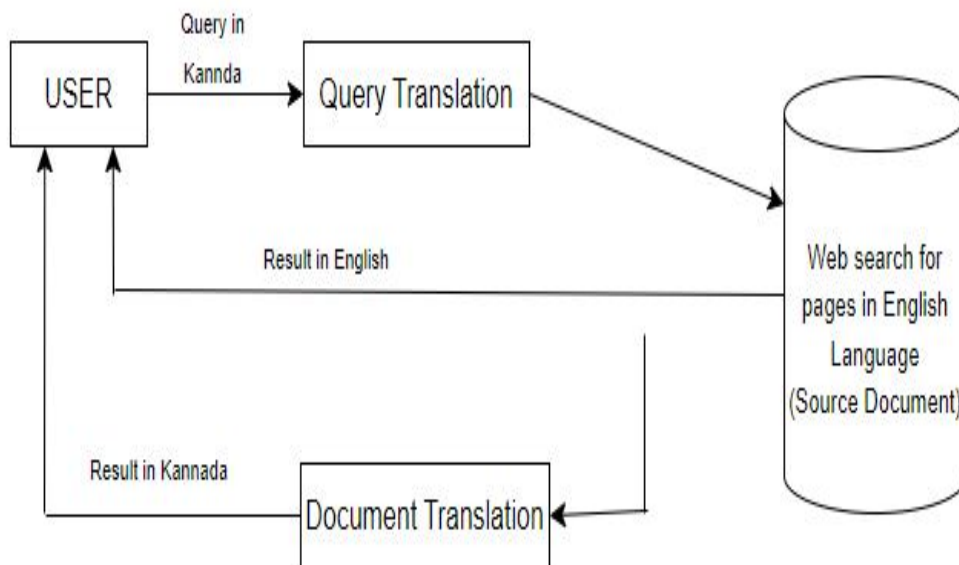 Query in
Kannda
USER
Query Translation
Result in English
Web search for
pages in English
Language
(Source Document)
Result in Kannada
Document Translation